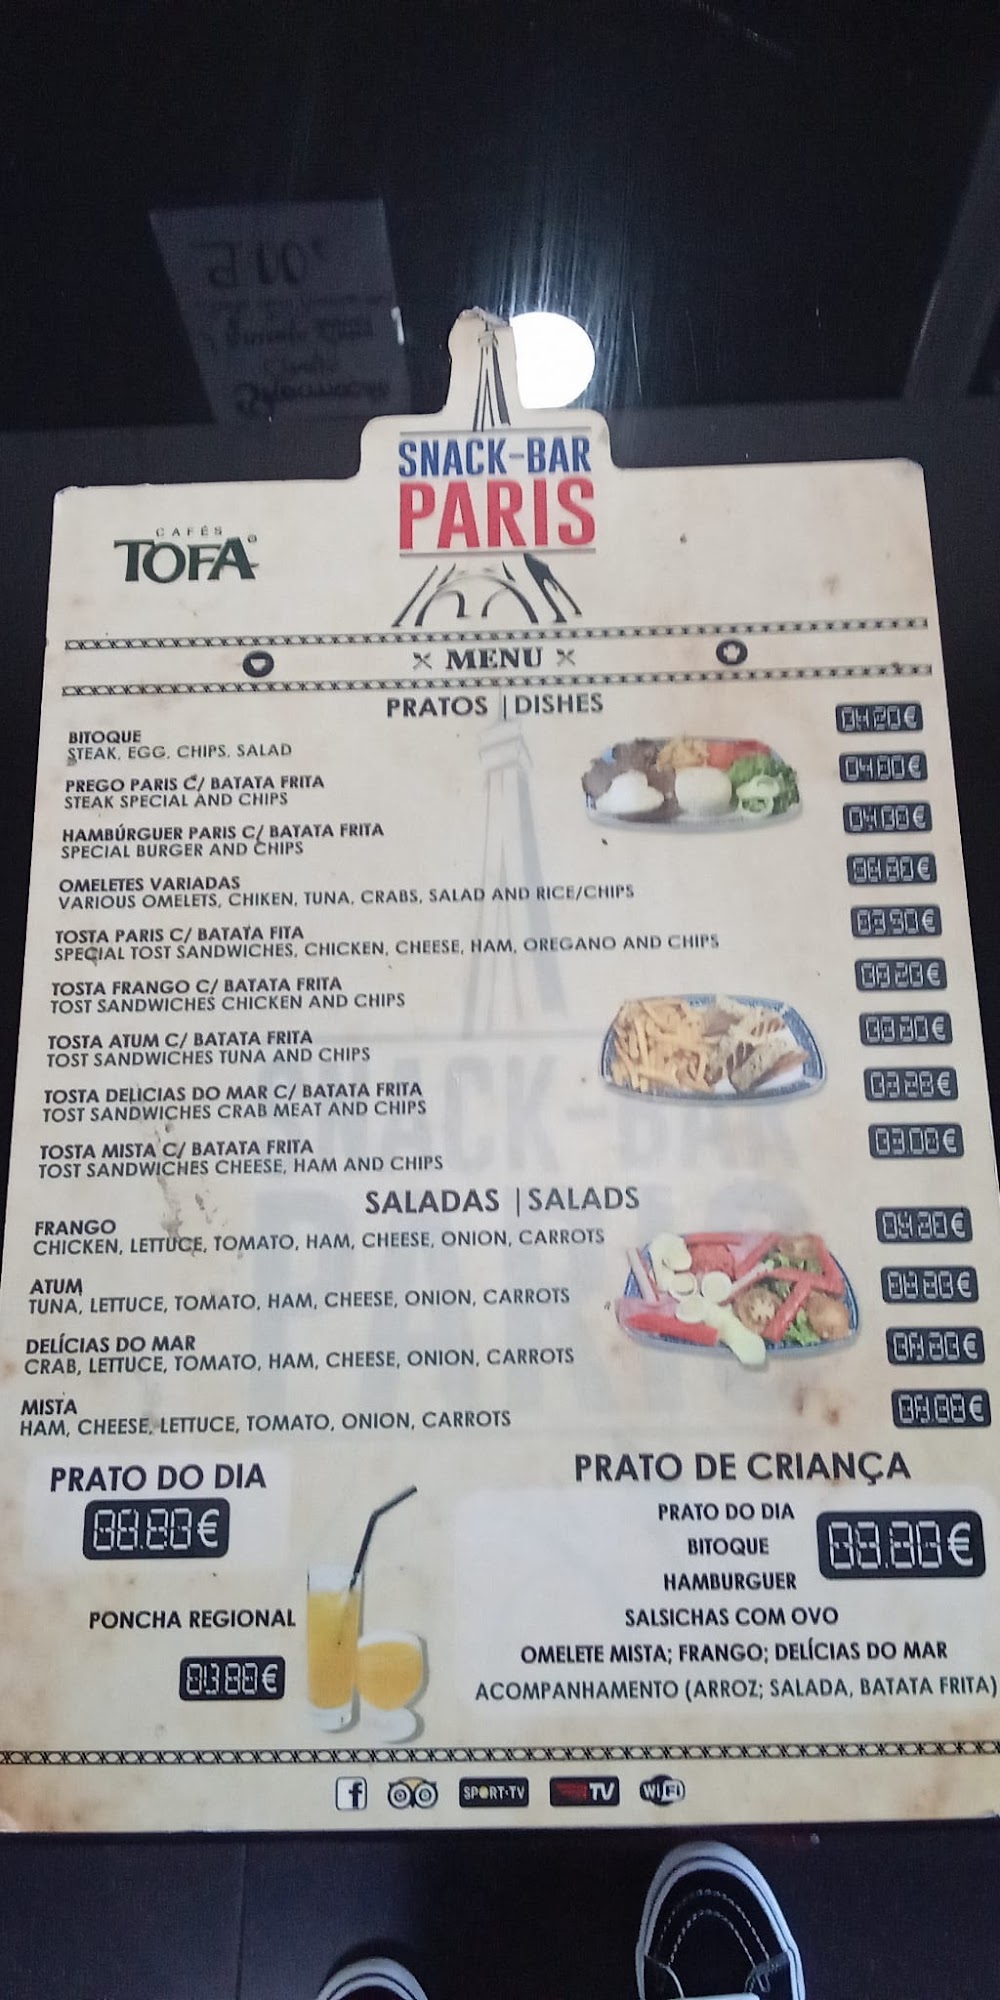 SNACK-BAR
PARIS
CAFÉS
TOFA
MENU
PRATOS | DISHES
BITOQUE
STEAK, EGG, CHIPS, SALAD
04.20€
PREGO PARIS C/ BATATA FRITA
STEAK SPECIAL AND CHIPS
HAMBÚRGUER PARIS C/ BATATA FRITA
SPECIAL BURGER AND CHIPS
OMELETES VARIADAS
VARIOUS OMELETS, CHIKEN, TUNA, CRABS, SALAD AND RICE/CHIPS
TOSTA PARIS C/ BATATA FITA
SPECIAL TOST SANDWICHES, CHICKEN, CHEESE, HAM, OREGANO AND CHIPS
TOSTA FRANGO C/ BATATA FRITA
TOST SANDWICHES CHICKEN AND CHIPS
TOSTA ATUM C/ BATATA FRITA
TOST SANDWICHES TUNA AND CHIPS
TOSTA DELICIAS DO MAR C/ BATATA FRITA
TOST SANDWICHES CRAB MEAT AND CHIPS
TOSTA MISTA C/ BATATA FRITA
TOST SANDWICHES CHEESE, HAM AND CHIPS
SALADAS | SALADS
FRANGO
CHICKEN, LETTUCE, TOMATO, HAM, CHEESE, ONION, CARROTS
04.20€
ATUM
TUNA, LETTUCE, TOMATO, HAM, CHEESE, ONION, CARROTS
DELÍCIAS DO MAR
CRAB, LETTUCE, TOMATO, HAM, CHEESE, ONION, CARROTS
MISTA
HAM, CHEESE, LETTUCE, TOMATO, ONION, CARROTS
PRATO DO DIA
PONCHA REGIONAL
PRATO DE CRIANÇA
PRATO DO DIA
BITOQUE
HAMBURGUER
SALSICHAS COM OVO
OMELETE MISTA; FRANGO; DELÍCIAS DO MAR
ACOMPANHAMENTO (ARROZ; SALADA, BATATA FRITA)
f
SPORT.TV
TV
WiFi